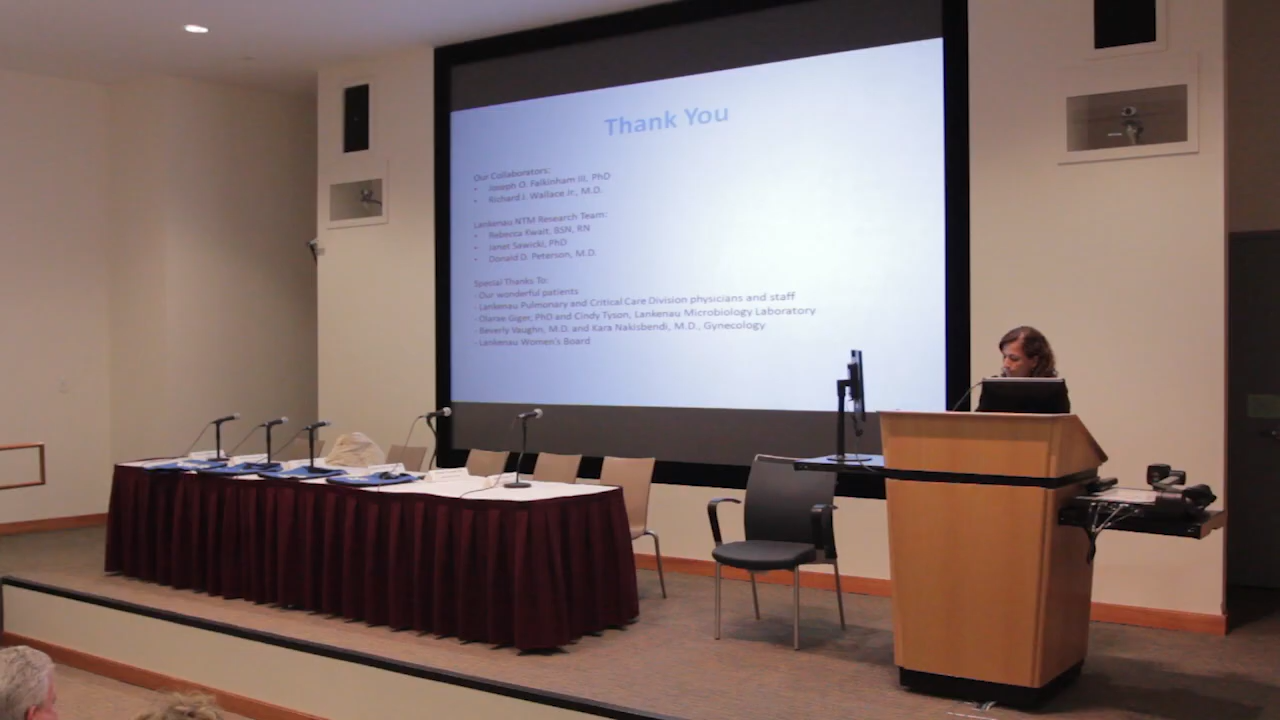 Thank You
Our Collaborators:
• Joseph O. Falkinham III, PhD
• Richard J. Wallace Jr., M.D.
Lankenau NTM Research Team:
• Rebecca Kwait, BSN, RN
• Janet Sawicki, PhD
• Donald D. Peterson, M.D.
Special Thanks To:
- Our wonderful patients
- Lankenau Pulmonary and Critical Care Division physicians and staff
- Olarae Giger, PhD and Cindy Tyson, Lankenau Microbiology Laboratory
- Beverly Vaughn, M.D. and Kara Nakisbendi, M.D., Gynecology
- Lankenau Women's Board